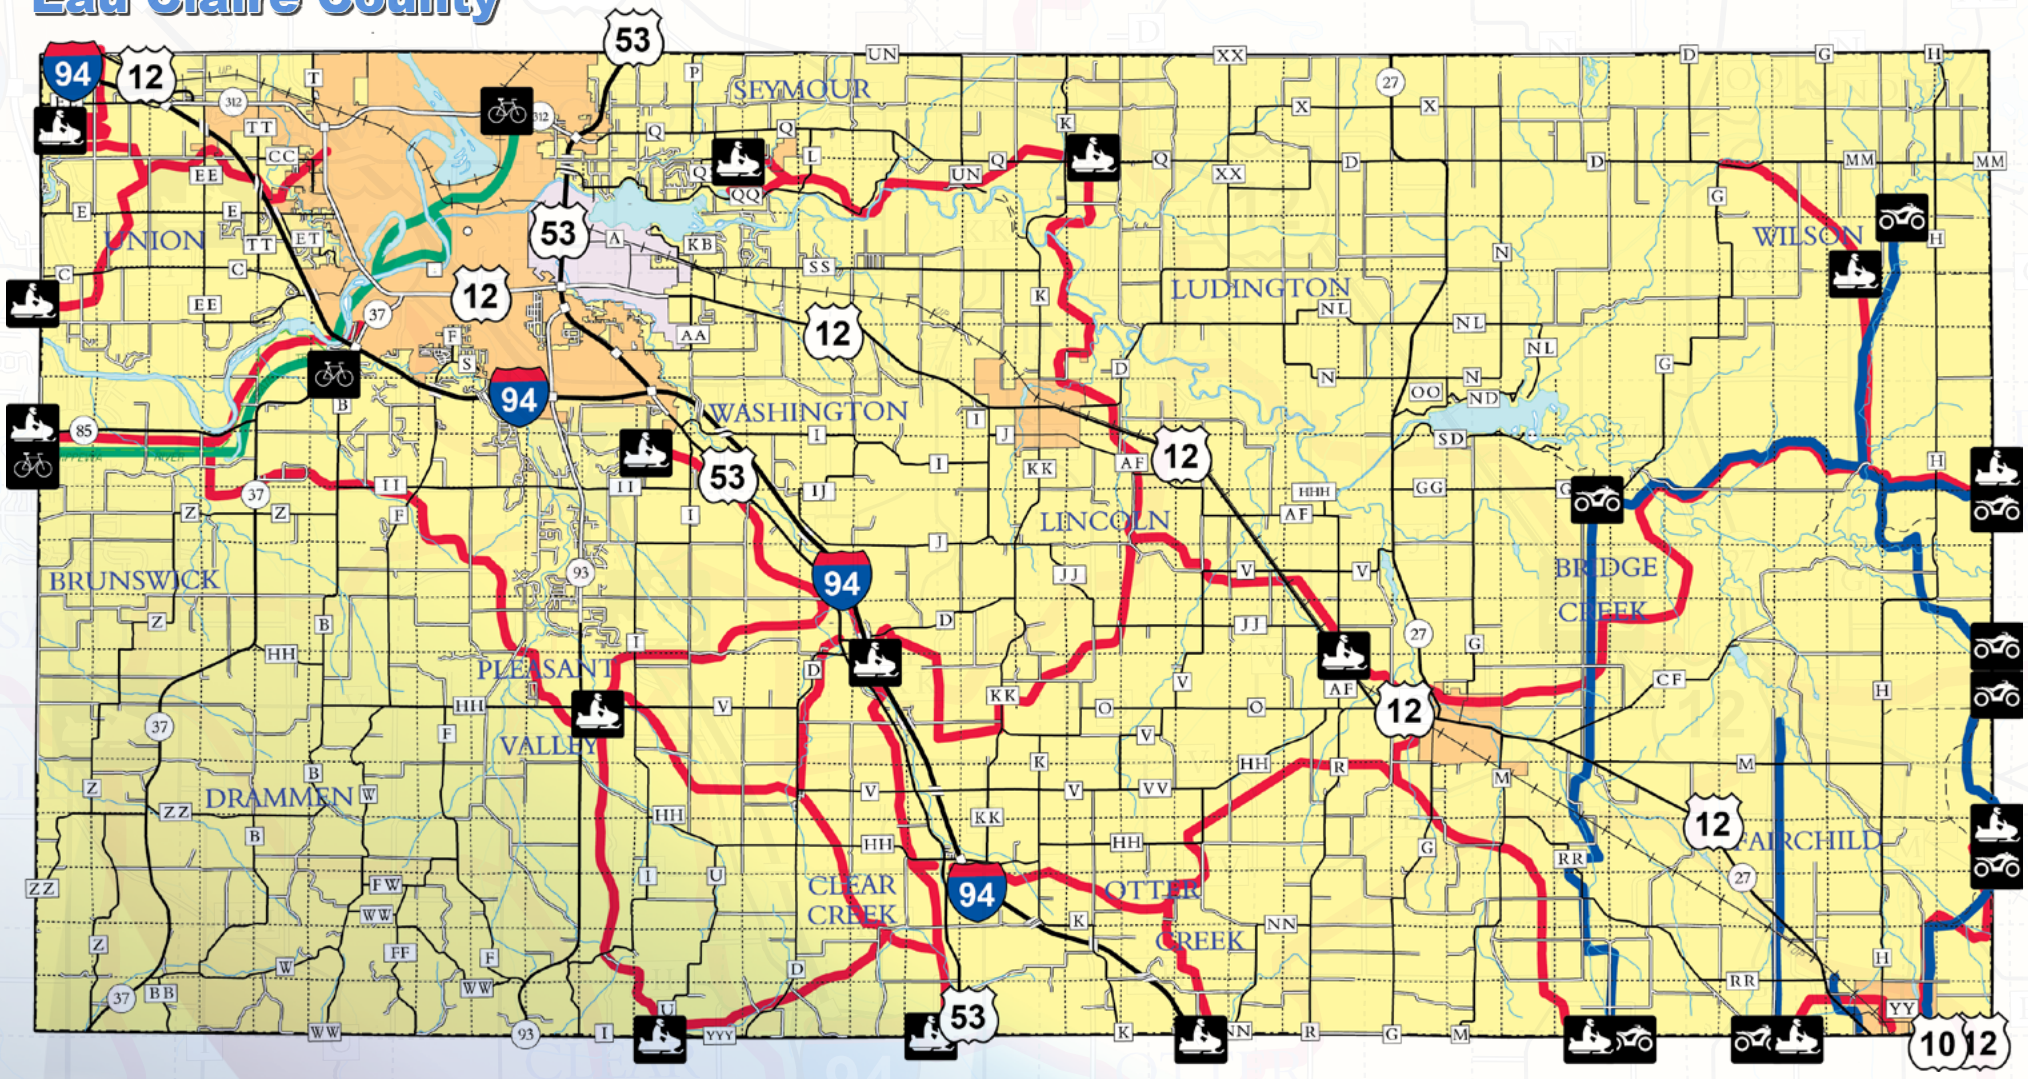 Eau Claire County
53
UN
XX
D
G
H
94
12
T
P
SEYMOUR
27
312
312
X
X
TT
Q
Q
K
CC
L
Q
Q
D
D
MM
MM
EE
Q
UN
XX
QQ
G
E
E
UNION
TT
ET
53
A
KB
WILSON
H
N
C
C
SS
12
K
LUDINGTON
EE
37
NL
NL
12
F
AA
NL
S
D
G
N
N
94
OO
ND
B
WASHINGTON
85
I
I
J
SD
12
AF
I
KK
H
53
II
II
IJ
GG
G
37
HHH
Z
Z
F
I
LINCOLN
AF
J
93
94
JJ
V
V
BRIDGE
CREEK
BRUNSWICK
Z
B
D
JJ
27
I
G
HH
PLEASANT
VALLEY
D
V
AF
CF
H
KK
HH
V
O
O
12
37
F
V
K
HH
R
M
M
B
Z
DRAMMEN
W
V
V
VV
ZZ
HH
KK
12
FAIRCHILD
B
HH
HH
G
RR
I
U
27
ZZ
FW
CLEAR
CREEK
94
OTTER
CREEK
WW
K
NN
Z
FF
F
W
D
H
WW
RR
37
BB
U
53
YY
WW
93
I
YYY
K
NN
R
G
M
10
12